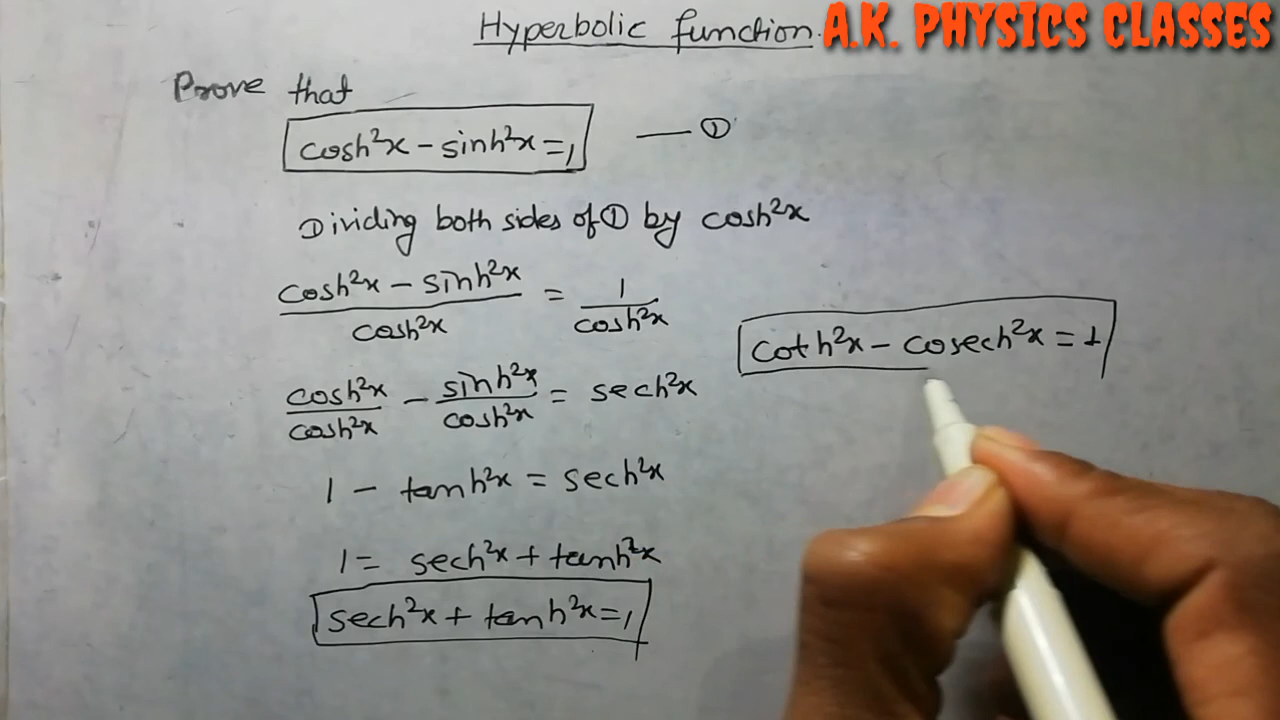 Hyperbolic function.
A.K. PHYSICS CLASSES
Prove that
cosh²x - sinh²x = 1 — ①
Dividing both sides of ① by cosh²x
cosh²x - sinh²x / cosh²x = 1 / cosh²x
cosh²x / cosh²x - sinh²x / cosh²x = sech²x
1 - tanh²x = sech²x
1 = sech²x + tanh²x
sech²x + tanh²x = 1
coth²x - cosech²x = 1